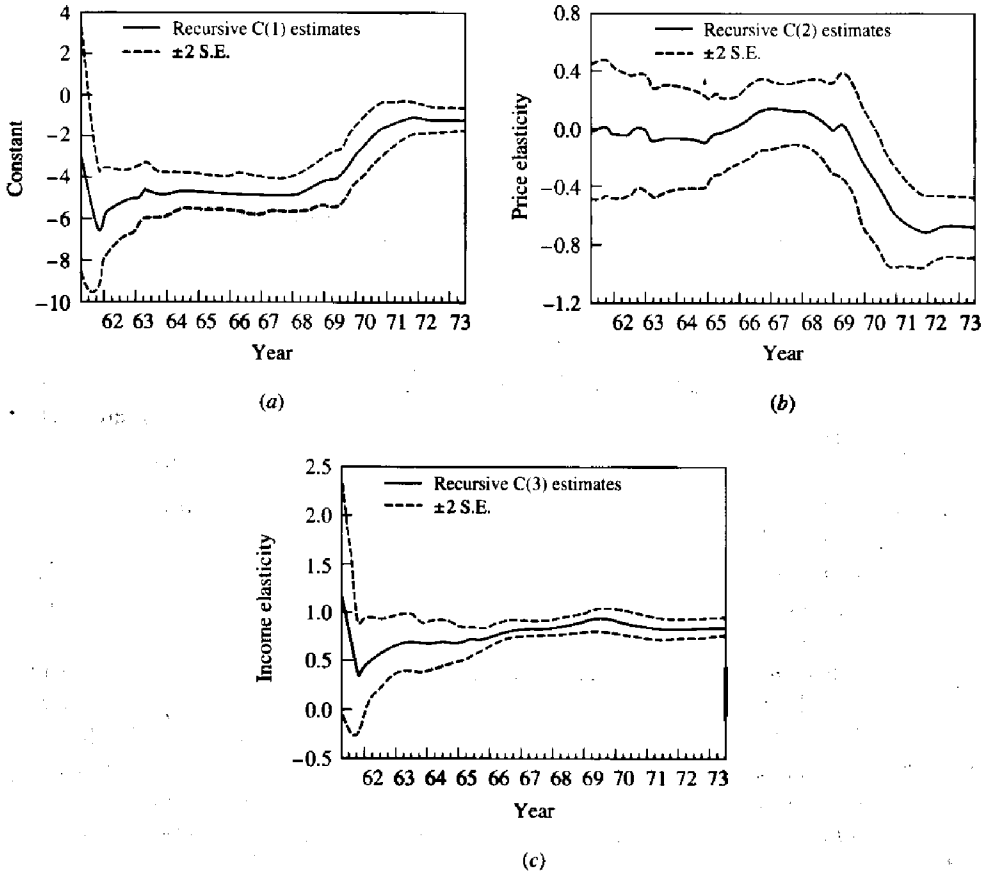 4
2
0
−2
−4
−6
−8
−10
Constant
Recursive C(1) estimates
±2 S.E.
62 63 64 65 66 67 68 69 70 71 72 73
Year
(a)
0.8
0.4
0.0
−0.4
−0.8
−1.2
Price elasticity
Recursive C(2) estimates
±2 S.E.
62 63 64 65 66 67 68 69 70 71 72 73
Year
(b)
2.5
2.0
1.5
1.0
0.5
0.0
−0.5
Income elasticity
Recursive C(3) estimates
±2 S.E.
62 63 64 65 66 67 68 69 70 71 72 73
Year
(c)